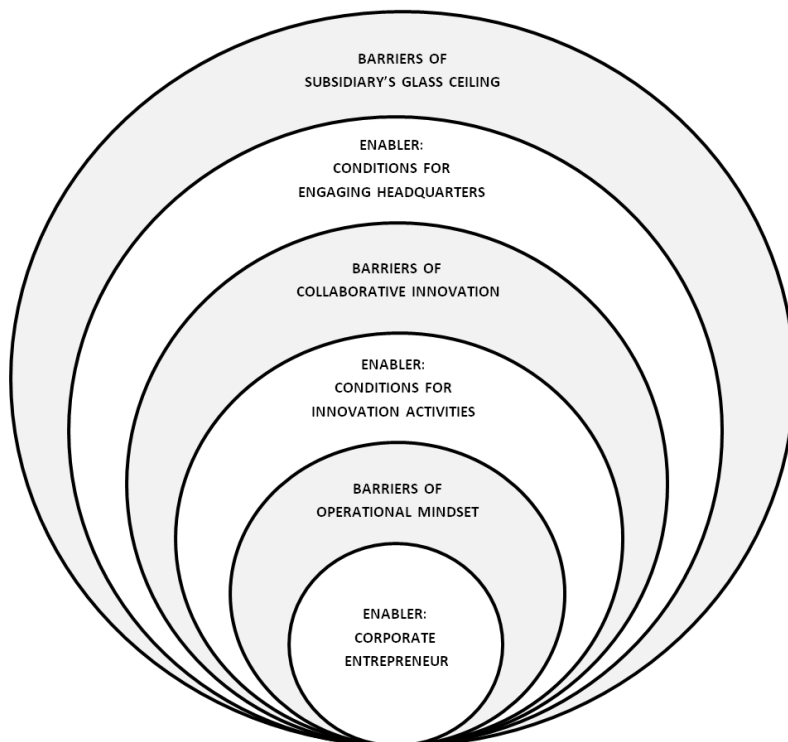 BARRIERS OF
SUBSIDIARY'S GLASS CEILING
ENABLER:
CONDITIONS FOR
ENGAGING HEADQUARTERS
BARRIERS OF
COLLABORATIVE INNOVATION
ENABLER:
CONDITIONS FOR
INNOVATION ACTIVITIES
BARRIERS OF
OPERATIONAL MINDSET
ENABLER:
CORPORATE
ENTREPRENEUR